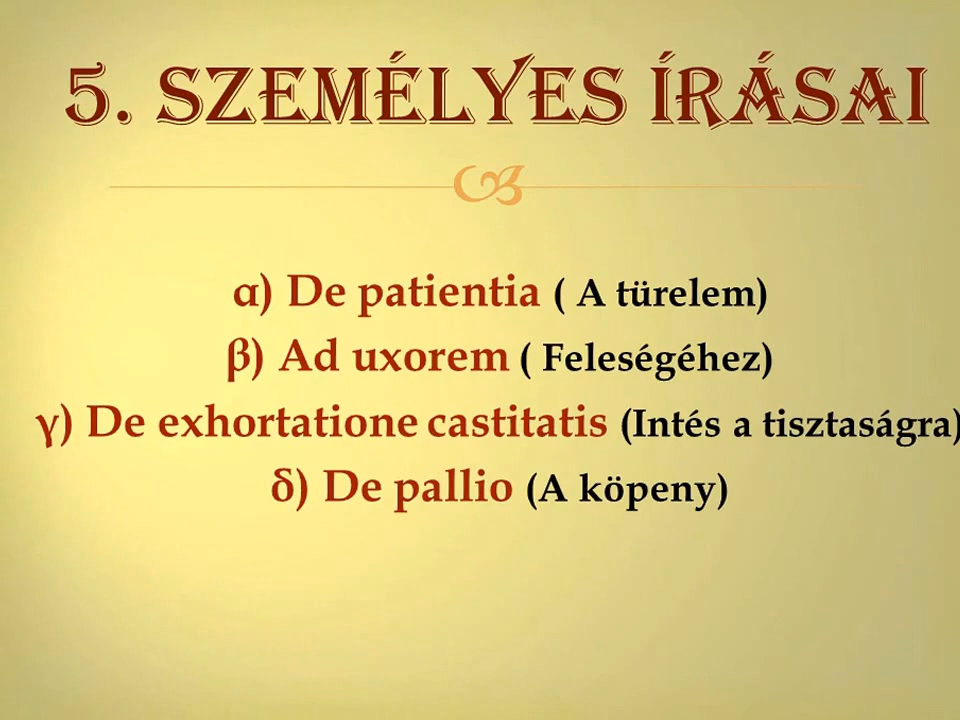 5. SZEMÉLYES ÍRÁSAI
α) De patientia ( A türelem)
β) Ad uxorem ( Feleségéhez)
γ) De exhortatione castitatis (Intés a tisztaságra)
δ) De pallio (A köpeny)